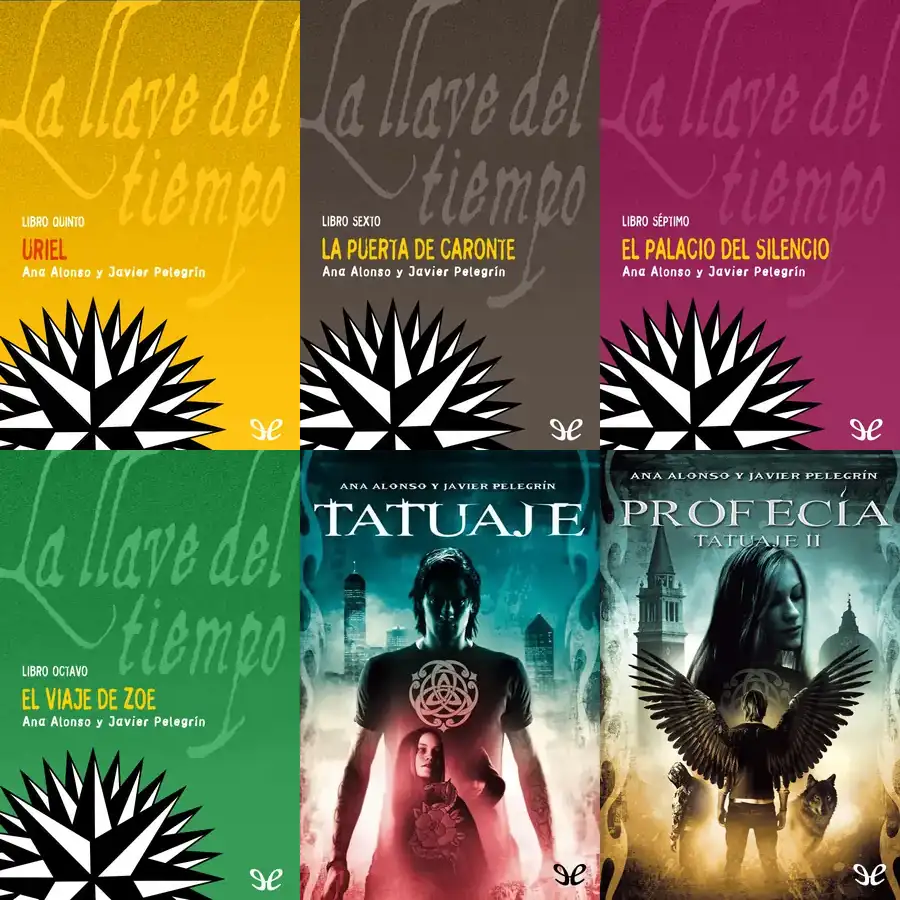 La llave del
tiempo
LIBRO QUINTO
URIEL
Ana Alonso y Javier Pelegrín
La llave del
tiempo
LIBRO SEXTO
LA PUERTA DE CARONTE
Ana Alonso y Javier Pelegrín
La llave del
tiempo
LIBRO SÉPTIMO
EL PALACIO DEL SILENCIO
Ana Alonso y Javier Pelegrín
La llave del
tiempo
LIBRO OCTAVO
EL VIAJE DE ZOE
Ana Alonso y Javier Pelegrín
ANA ALONSO Y JAVIER PELEGRÍN
TATUAJE
ANA ALONSO Y JAVIER PELEGRÍN
PROFECÍA
TATUAJE II